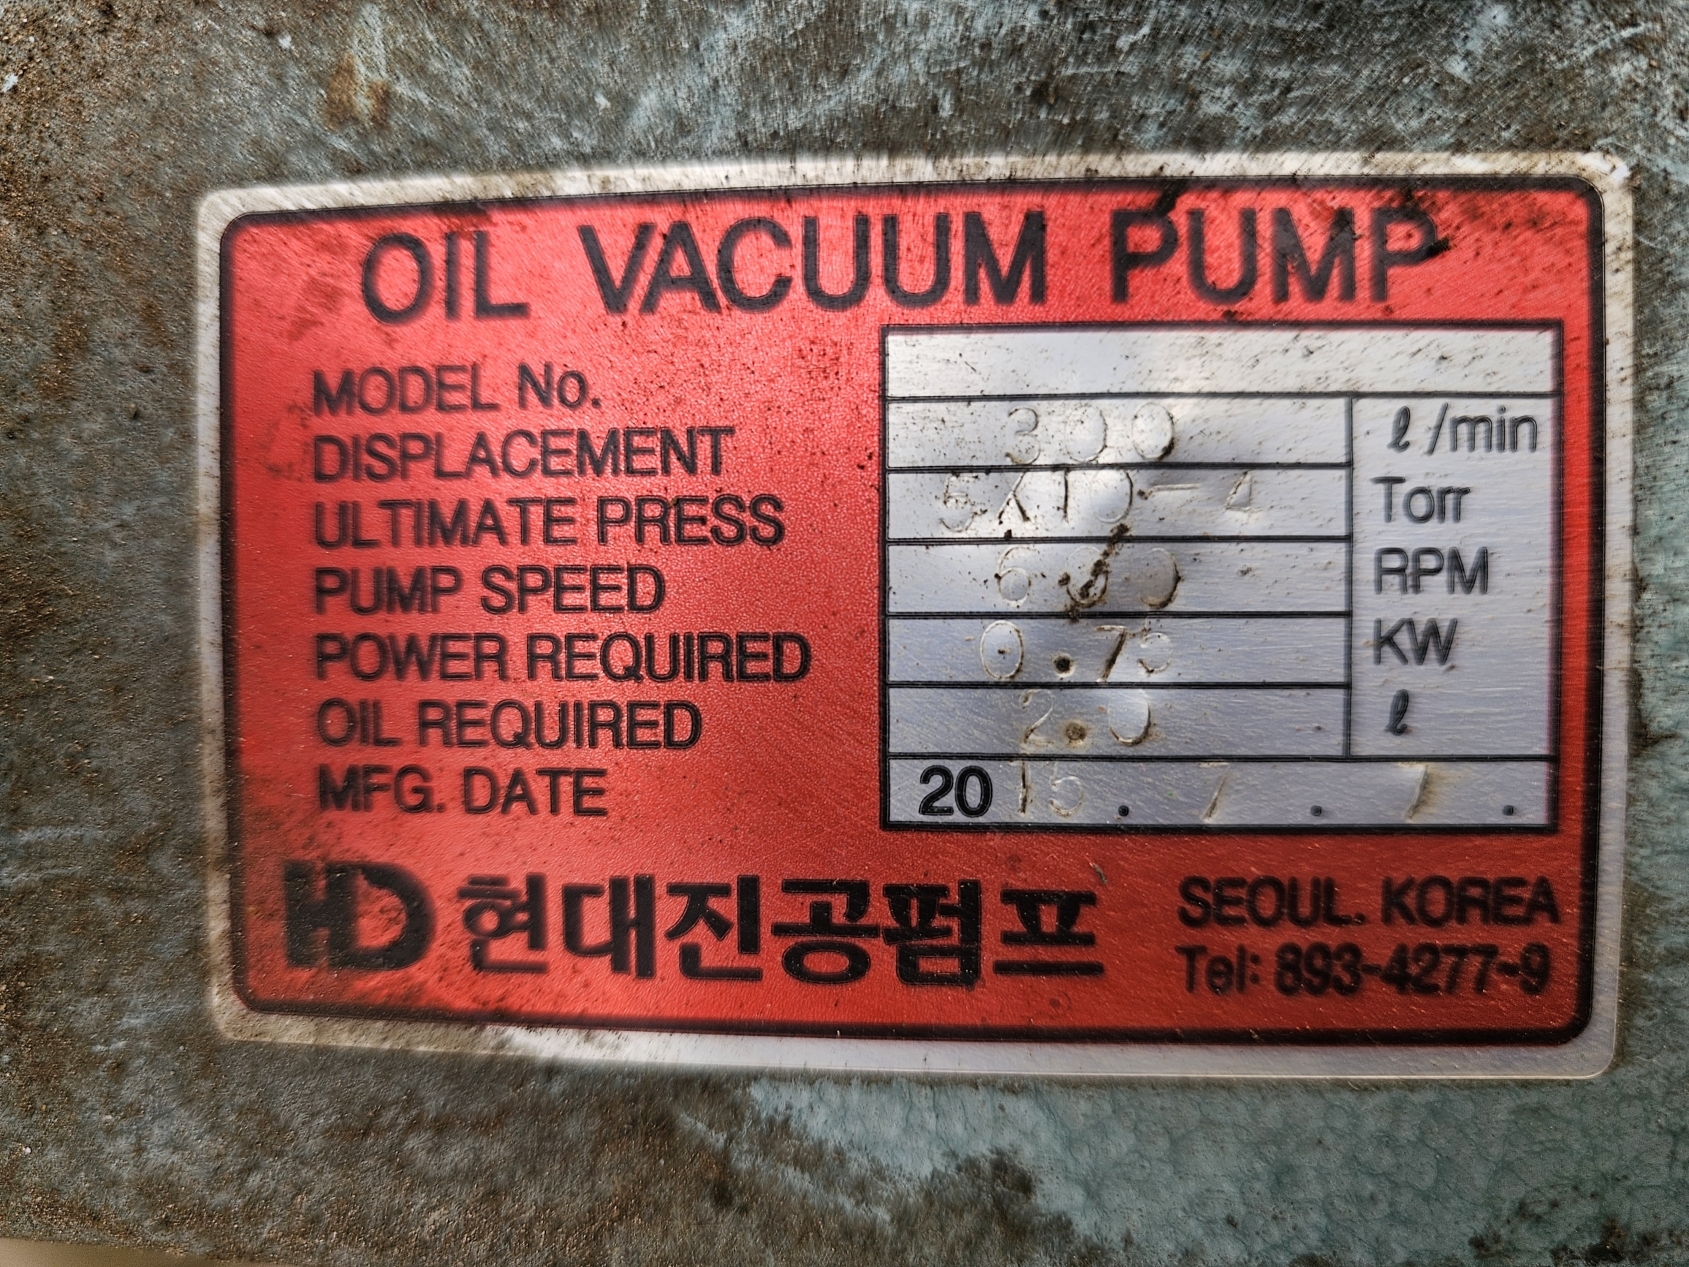 OIL VACUUM PUMP
MODEL No.
DISPLACEMENT 300 ℓ/min
ULTIMATE PRESS 5X10-4 Torr
PUMP SPEED 600 RPM
POWER REQUIRED 0.75 KW
OIL REQUIRED 2.0 ℓ
MFG. DATE 2015. 7. 7.
HD 현대진공펌프 SEOUL. KOREA
Tel: 893-4277-9